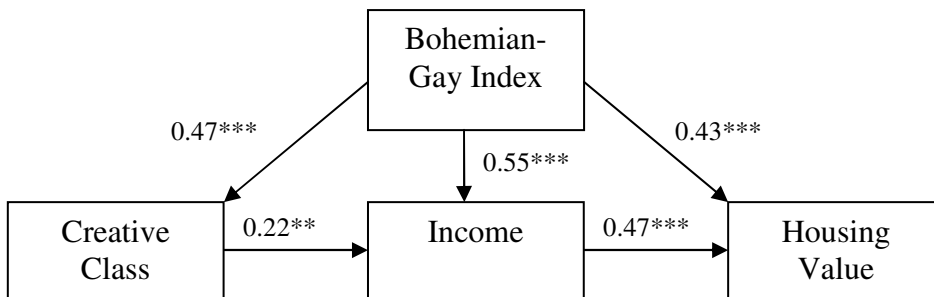 Bohemian-
Gay Index
0.47***
0.43***
0.55***
Creative
Class
0.22**
Income
0.47***
Housing
Value